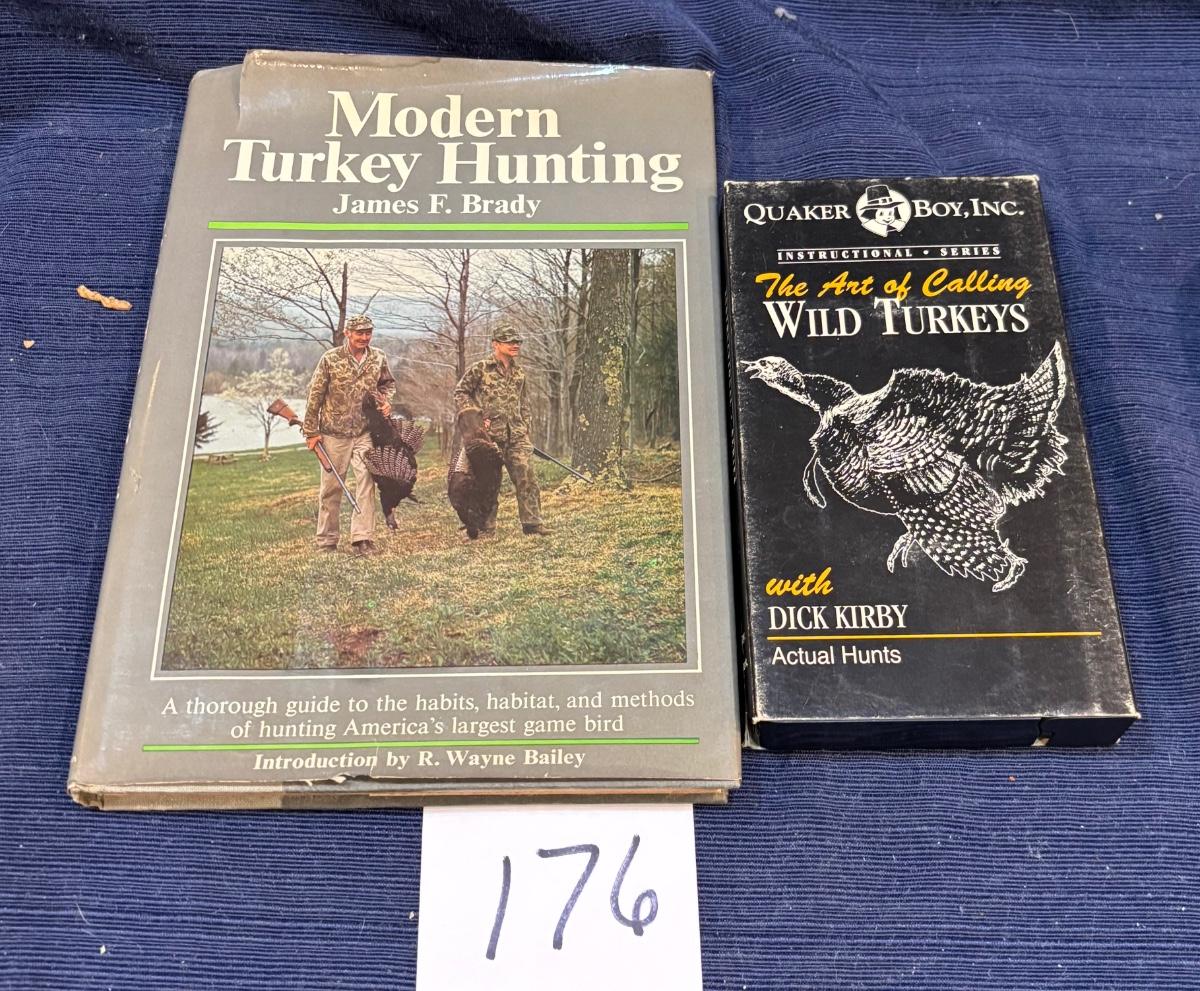 Modern
Turkey Hunting
James F. Brady
A thorough guide to the habits, habitat, and methods
of hunting America's largest game bird
Introduction by R. Wayne Bailey
QUAKER BOY, INC.
INSTRUCTIONAL • SERIES
The Art of Calling
WILD TURKEYS
with
DICK KIRBY
Actual Hunts
176